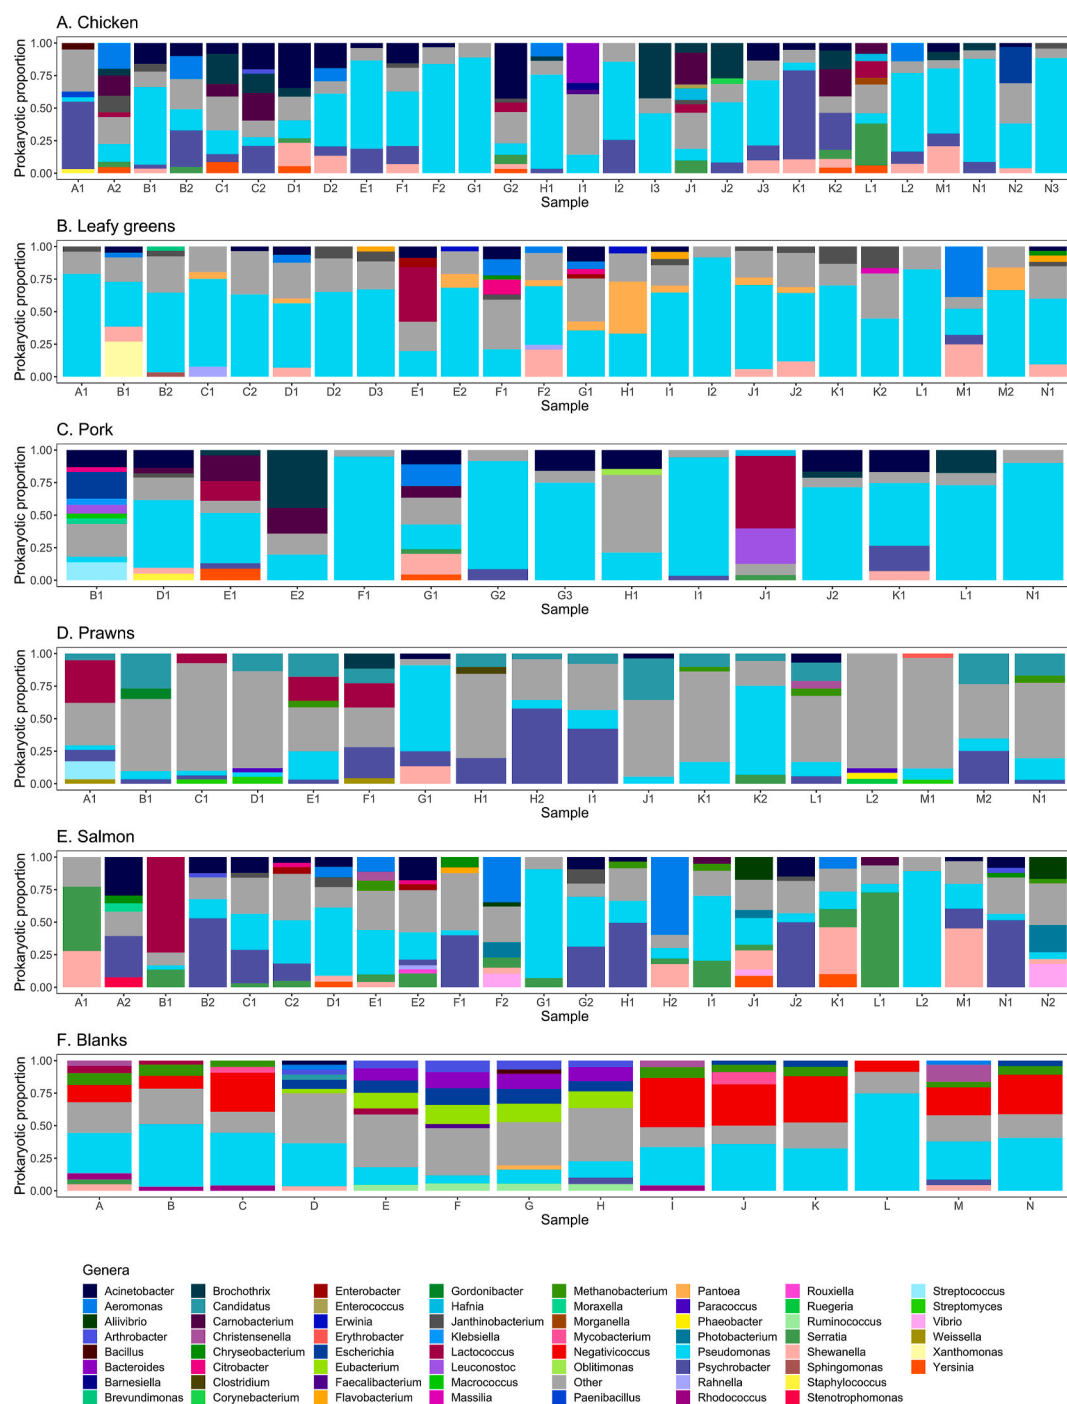 A. Chicken
Prokaryotic proportion
1.00
0.75
0.50
0.25
0.00
A1 A2 B1 B2 C1 C2 D1 D2 E1 F1 F2 G1 G2 H1 I1 I2 I3 J1 J2 J3 K1 K2 L1 L2 M1 N1 N2 N3
Sample
B. Leafy greens
Prokaryotic proportion
1.00
0.75
0.50
0.25
0.00
A1 B1 B2 C1 C2 D1 D2 D3 E1 E2 F1 F2 G1 H1 I1 I2 J1 J2 K1 K2 L1 M1 M2 N1
Sample
C. Pork
Prokaryotic proportion
1.00
0.75
0.50
0.25
0.00
B1 D1 E1 E2 F1 G1 G2 G3 H1 I1 J1 J2 K1 L1 N1
Sample
D. Prawns
Prokaryotic proportion
1.00
0.75
0.50
0.25
0.00
A1 B1 C1 D1 E1 F1 G1 H1 H2 I1 J1 K1 K2 L1 L2 M1 M2 N1
Sample
E. Salmon
Prokaryotic proportion
1.00
0.75
0.50
0.25
0.00
A1 A2 B1 B2 C1 C2 D1 E1 E2 F1 F2 G1 G2 H1 H2 I1 J1 J2 K1 L1 L2 M1 N1 N2
Sample
F. Blanks
Prokaryotic proportion
1.00
0.75
0.50
0.25
0.00
A B C D E F G H I J K L M N
Sample
Genera
Acinetobacter Brochothrix Enterobacter Gordonibacter Methanobacterium Pantoea Rouxiella Streptococcus
Aeromonas Candidatus Enterococcus Hafnia Moraxella Paracoccus Ruegeria Streptomyces
Aliivibrio Carnobacterium Erwinia Janthinobacterium Morganella Phaeobacter Ruminococcus Vibrio
Arthrobacter Christensenella Erythrobacter Klebsiella Mycobacterium Photobacterium Serratia Weissella
Bacillus Chryseobacterium Escherichia Lactococcus Negativicoccus Pseudomonas Shewanella Xanthomonas
Bacteroides Citrobacter Eubacterium Leuconostoc Oblitimonas Psychrobacter Sphingomonas Yersinia
Barnesiella Clostridium Faecalibacterium Macrococcus Other Rahnella Staphylococcus
Brevundimonas Corynebacterium Flavobacterium Massilia Paenibacillus Rhodococcus Stenotrophomonas